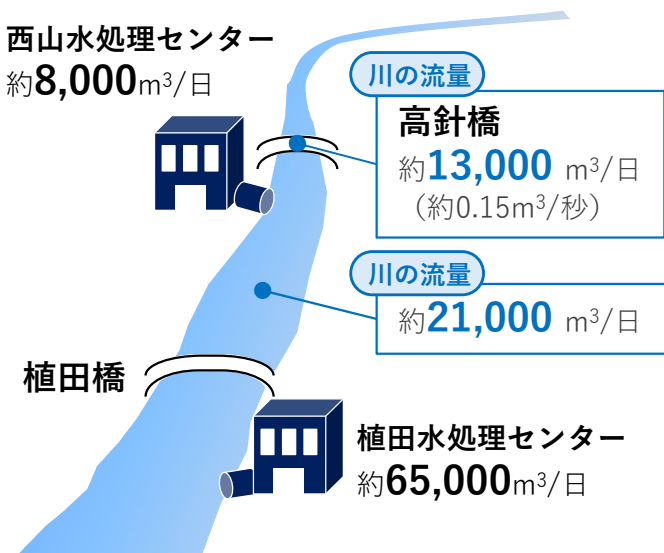 西山水処理センター
約8,000m³/日
川の流量
高針橋
約13,000 m³/日
（約0.15m³/秒）
川の流量
約21,000 m³/日
植田橋
植田水処理センター
約65,000m³/日